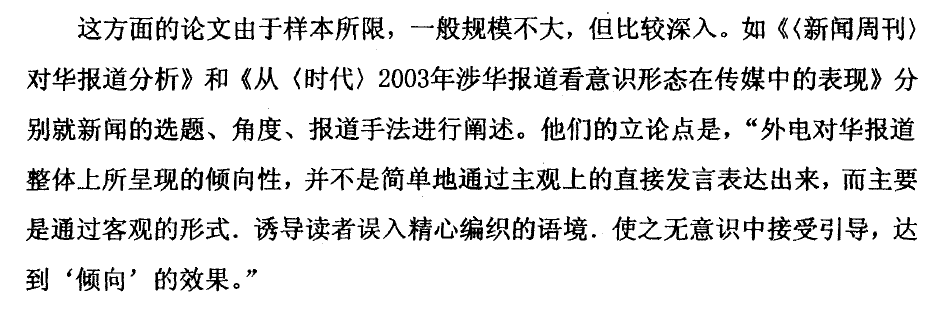 这方面的论文由于样本所限，一般规模不大，但比较深入。如《〈新闻周刊〉
对华报道分析》和《从〈时代〉2003年涉华报道看意识形态在传媒中的表现》分
别就新闻的选题、角度、报道手法进行阐述。他们的立论点是，“外电对华报道
整体上所呈现的倾向性，并不是简单地通过主观上的直接发言表达出来，而主要
是通过客观的形式．诱导读者误入精心编织的语境．使之无意识中接受引导，达
到‘倾向’的效果。”